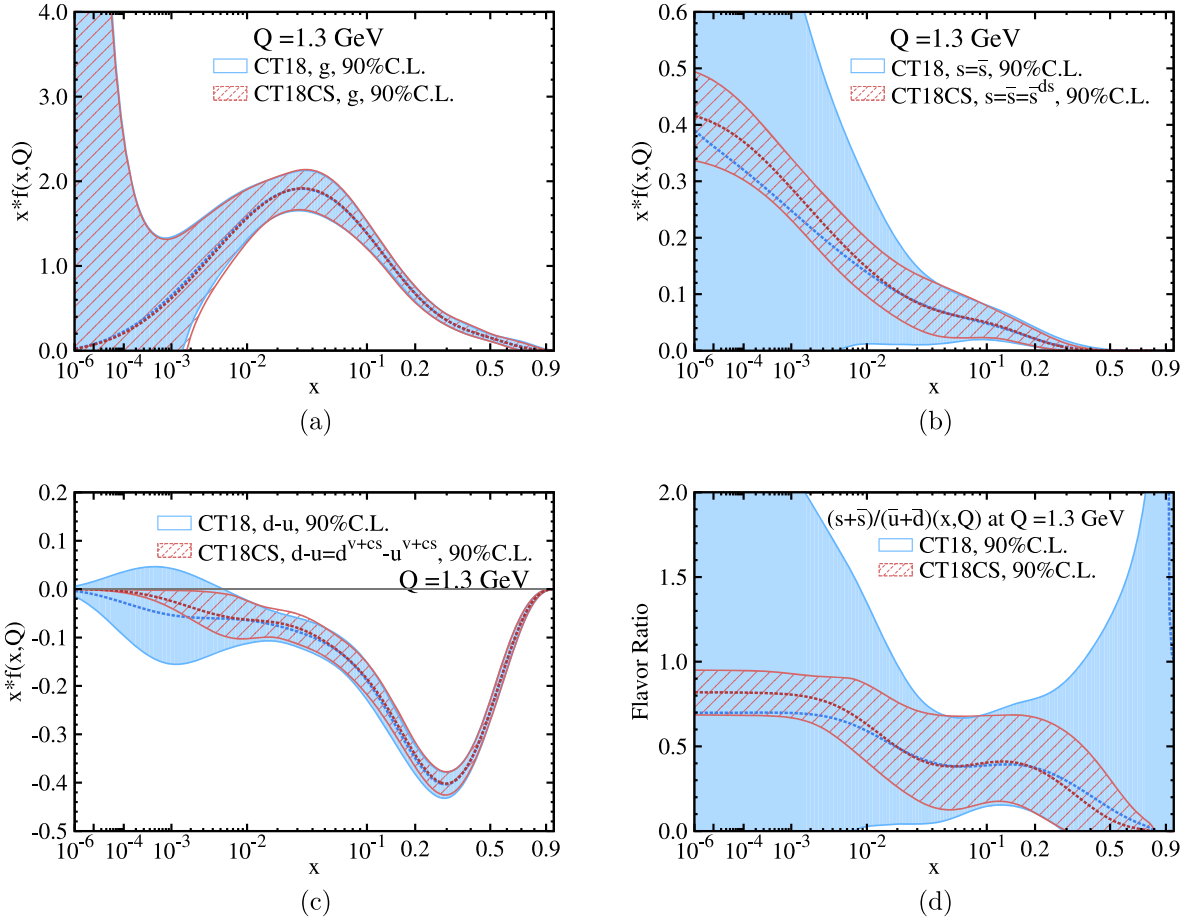 Q =1.3 GeV
CT18, g, 90%C.L.
CT18CS, g, 90%C.L.
x*f(x,Q)
4.0
3.0
2.0
1.0
0.0
10⁻⁶ 10⁻⁴ 10⁻³ 10⁻² 10⁻¹ 0.2 0.5 0.9
x
(a)
Q =1.3 GeV
CT18, s=s̅, 90%C.L.
CT18CS, s=s̅=s̅ᵈˢ, 90%C.L.
x*f(x,Q)
0.6
0.5
0.4
0.3
0.2
0.1
0.0
10⁻⁶ 10⁻⁴ 10⁻³ 10⁻² 10⁻¹ 0.2 0.5 0.9
x
(b)
CT18, d-u, 90%C.L.
CT18CS, d-u=dᵛ⁺ᶜˢ-uᵛ⁺ᶜˢ, 90%C.L.
Q =1.3 GeV
x*f(x,Q)
0.2
0.1
0.0
-0.1
-0.2
-0.3
-0.4
-0.5
10⁻⁶ 10⁻⁴ 10⁻³ 10⁻² 10⁻¹ 0.2 0.5 0.9
x
(c)
(s+s̅)/(u̅+d̅)(x,Q) at Q =1.3 GeV
CT18, 90%C.L.
CT18CS, 90%C.L.
Flavor Ratio
2.0
1.5
1.0
0.5
0.0
10⁻⁶ 10⁻⁴ 10⁻³ 10⁻² 10⁻¹ 0.2 0.5 0.9
x
(d)